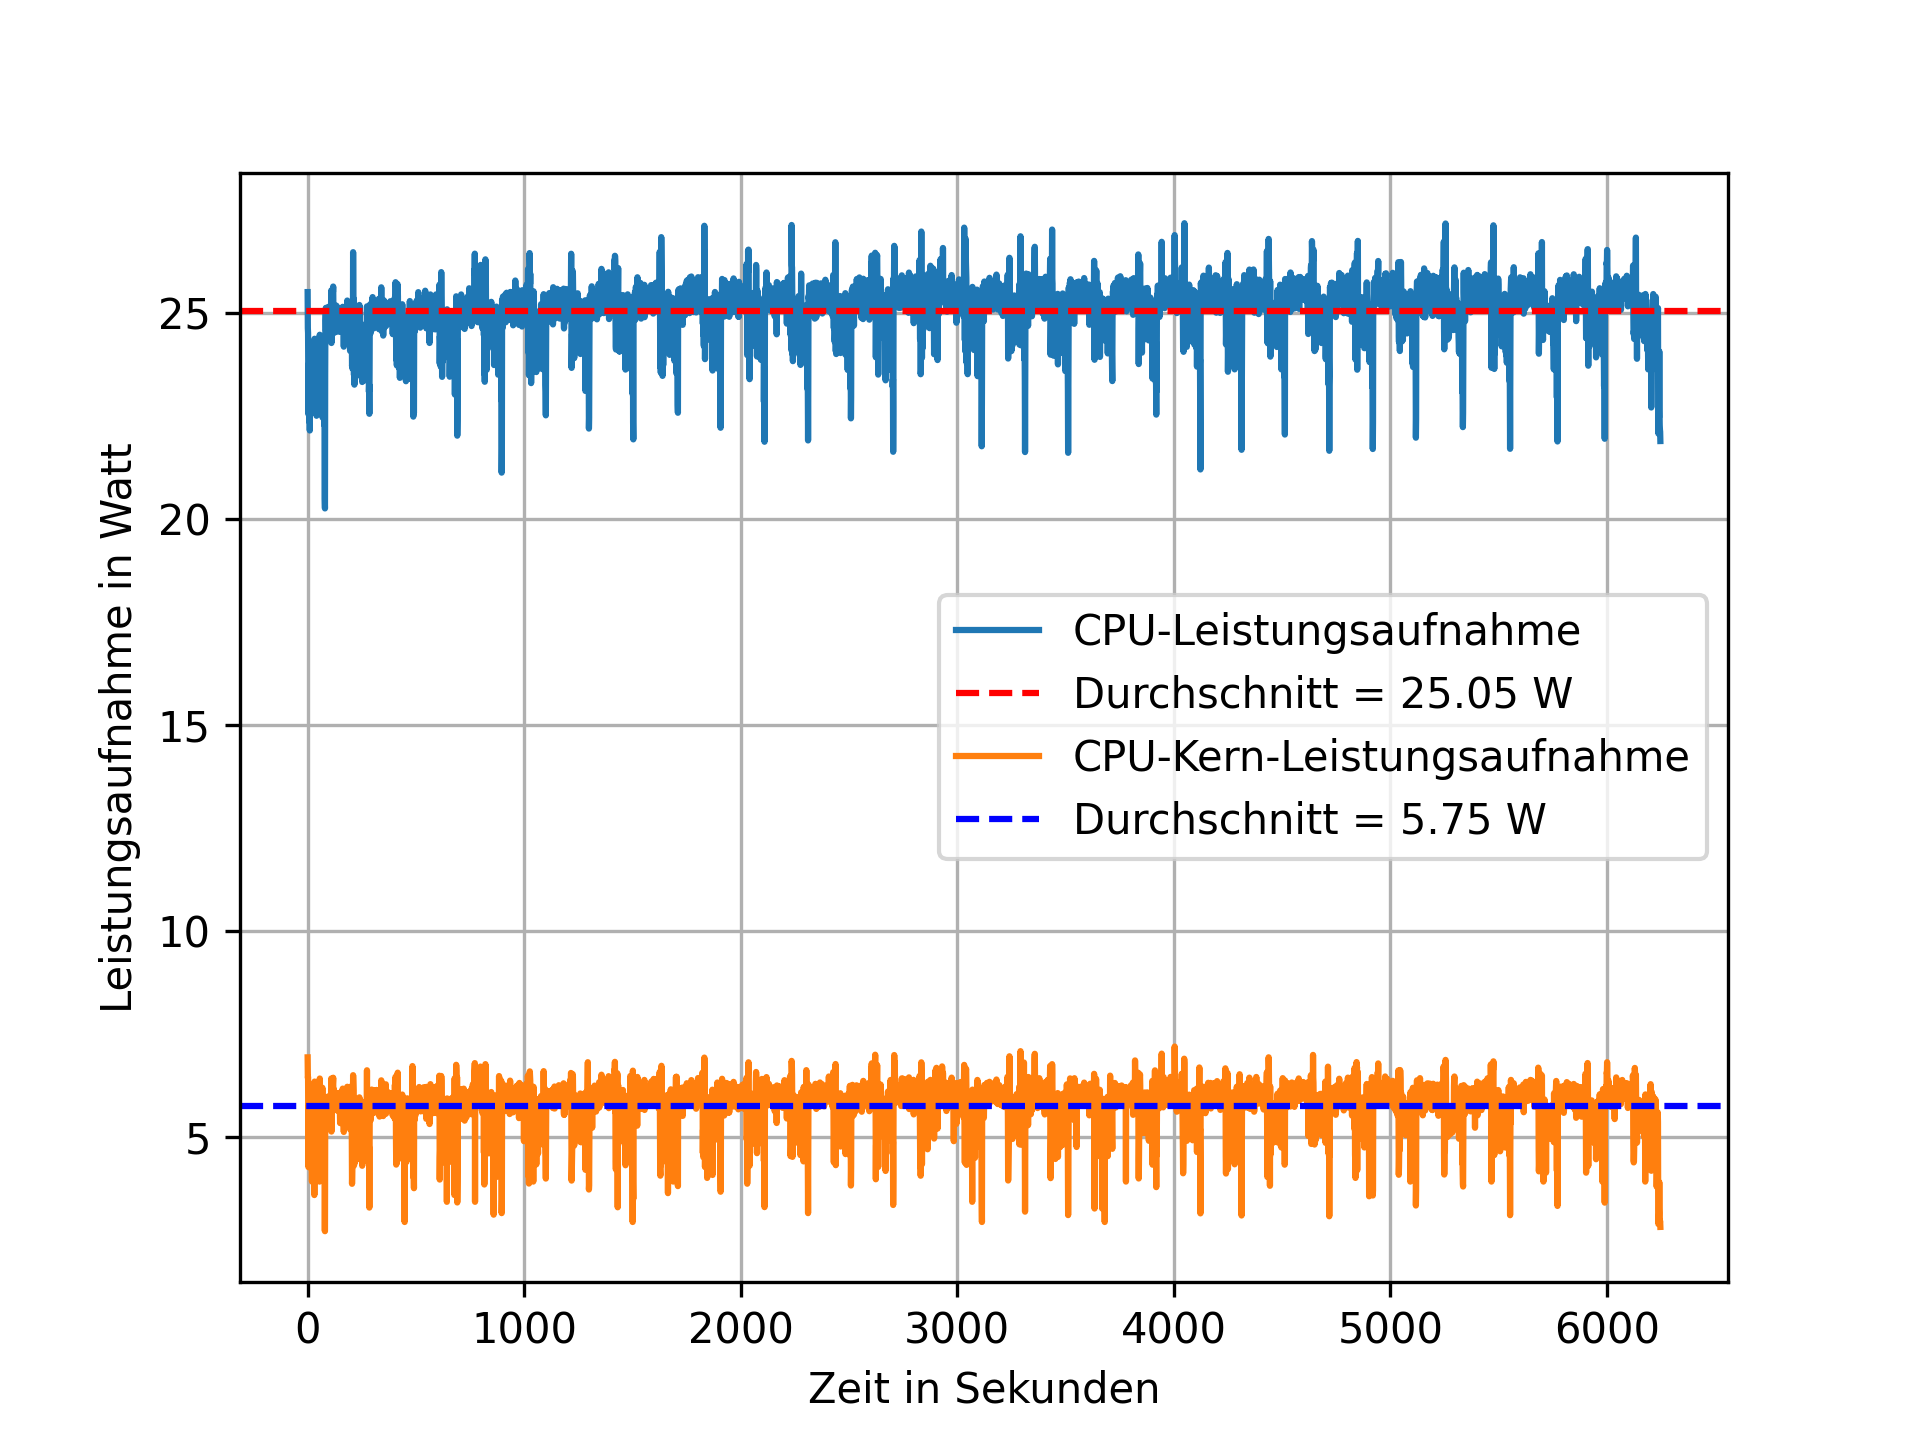 25
20
15
10
5
Leistungsaufnahme in Watt
CPU-Leistungsaufnahme
Durchschnitt = 25.05 W
CPU-Kern-Leistungsaufnahme
Durchschnitt = 5.75 W
0 1000 2000 3000 4000 5000 6000
Zeit in Sekunden